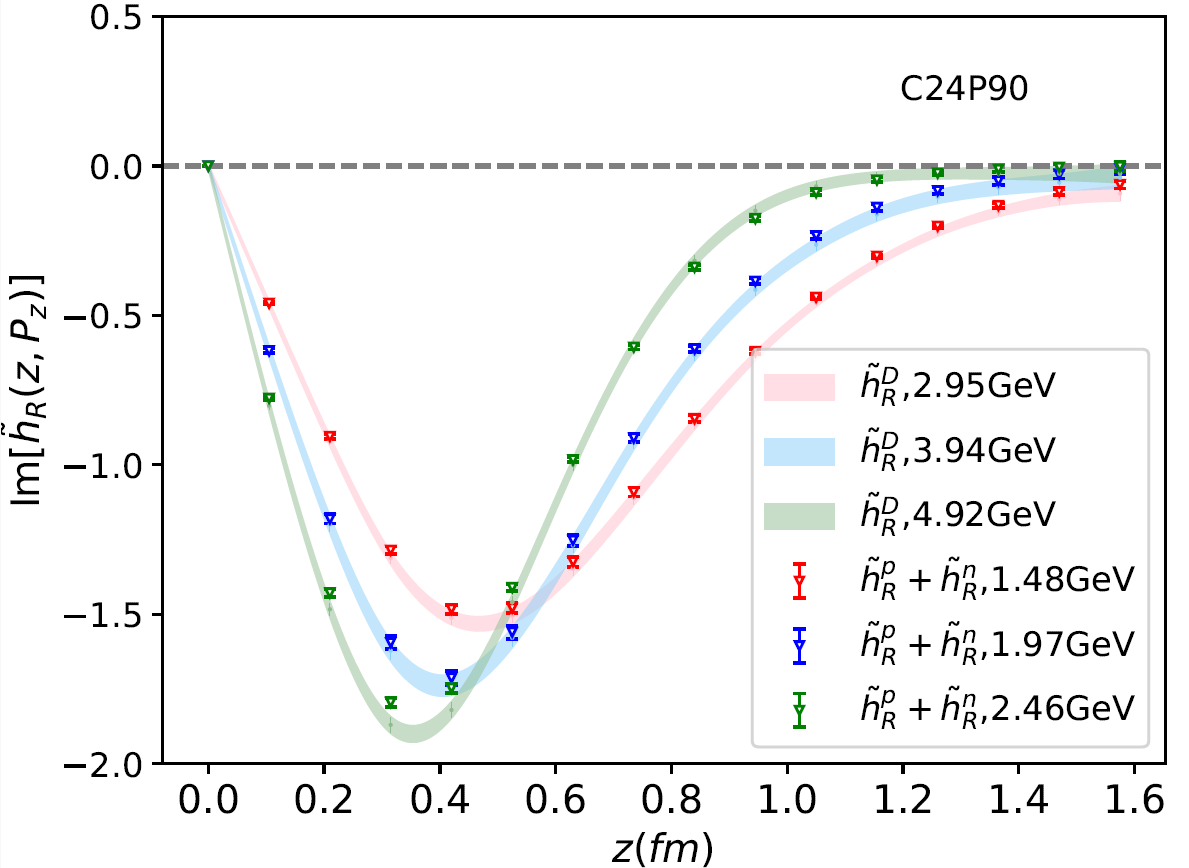 0.5
C24P90
0.0
−0.5
−1.0
−1.5
−2.0
Im[h̃_R(z, P_z)]
h̃_R^D,2.95GeV
h̃_R^D,3.94GeV
h̃_R^D,4.92GeV
h̃_R^p + h̃_R^n,1.48GeV
h̃_R^p + h̃_R^n,1.97GeV
h̃_R^p + h̃_R^n,2.46GeV
0.0 0.2 0.4 0.6 0.8 1.0 1.2 1.4 1.6
z(fm)